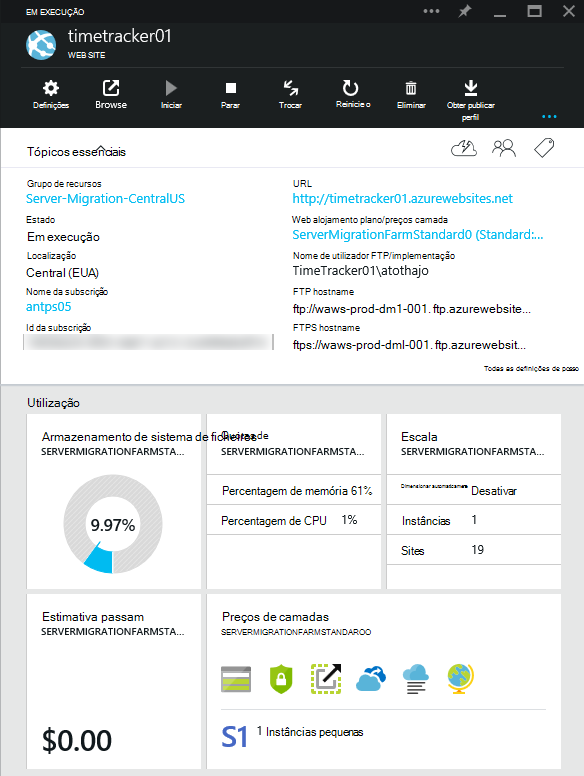 EM EXECUÇÃO
timetracker01
WEB SITE
Definições
Browse
Iniciar
Parar
Trocar
Reinicie o
Eliminar
Obter publicar
perfil
Tópicos essenciais
Grupo de recursos
Server-Migration-CentralUS
Estado
Em execução
Localização
Central (EUA)
Nome da subscrição
antps05
Id da subscrição
URL
http://timetracker01.azurewebsites.net
Web alojamento plano/preços camada
ServerMigrationFarmStandard0 (Standard:...
Nome de utilizador FTP/implementação
TimeTracker01\atothajo
FTP hostname
ftp://waws-prod-dm1-001. ftp.azurewebsite...
FTPS hostname
ftps://waws-prod-dml-001. ftp.azurewebsit...
Todas as definições de posso
Utilização
Armazenamento de sistema de ficheiros
SERVERMIGRATIONFARMSTA...
9.97%
SERVERMIGRATIONFARMSTA...
Percentagem de memória 61%
Percentagem de CPU 1%
Escala
SERVERMIGRATIONFARMSTA...
Dimensionar automaticamente Desativar
Instâncias 1
Sites 19
Estimativa passam
SERVERMIGRATIONFARMSTA...
$0.00
Preços de camadas
SERVERMIGRATIONFARMSTANDAROO
S1 1 Instâncias pequenas